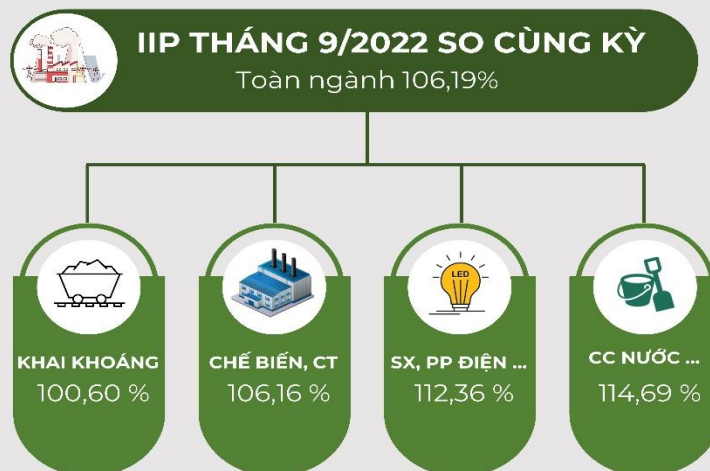 IIP THÁNG 9/2022 SO CÙNG KỲ
Toàn ngành 106,19%
KHAI KHOÁNG
100,60 %
CHẾ BIẾN, CT
106,16 %
LED
SX, PP ĐIỆN ...
112,36 %
CC NƯỚC ...
114,69 %